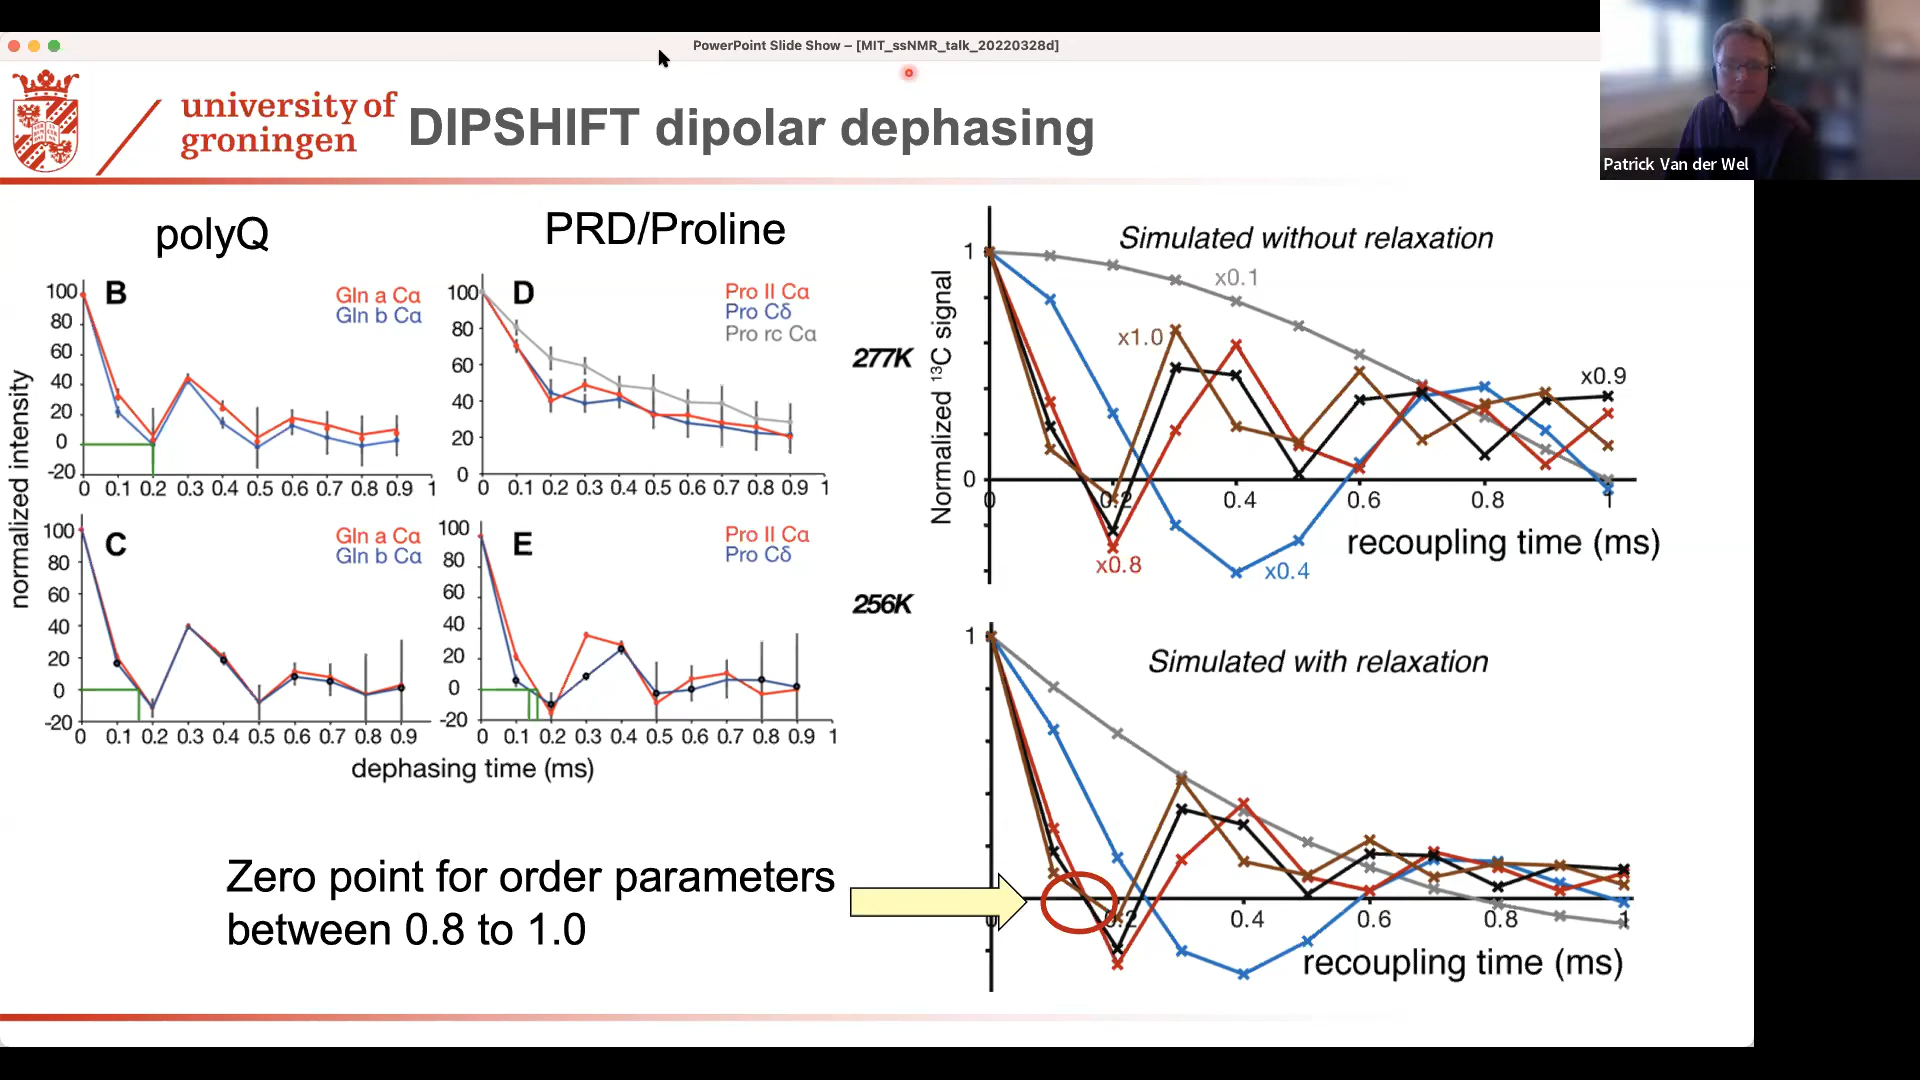 PowerPoint Slide Show – [MIT_ssNMR_talk_20220328d]
Patrick Van der Wel
university of
groningen
DIPSHIFT dipolar dephasing
polyQ
PRD/Proline
normalized intensity
B
Gln a Cα
Gln b Cα
100
80
60
40
20
0
-20
0 0.1 0.2 0.3 0.4 0.5 0.6 0.7 0.8 0.9 1
D
Pro II Cα
Pro Cδ
Pro rc Cα
100
80
60
40
20
0
0 0.1 0.2 0.3 0.4 0.5 0.6 0.7 0.8 0.9 1
277K
C
Gln a Cα
Gln b Cα
100
80
60
40
20
0
-20
0 0.1 0.2 0.3 0.4 0.5 0.6 0.7 0.8 0.9
E
Pro II Cα
Pro Cδ
100
80
60
40
20
0
-20
0 0.1 0.2 0.3 0.4 0.5 0.6 0.7 0.8 0.9 1
256K
dephasing time (ms)
Simulated without relaxation
Normalized ¹³C signal
1
0
x0.1
x1.0
x0.9
x0.8
x0.4
0 0.2 0.4 0.6 0.8 1
recoupling time (ms)
Simulated with relaxation
1
0 0.2 0.4 0.6 0.8 1
recoupling time (ms)
Zero point for order parameters
between 0.8 to 1.0